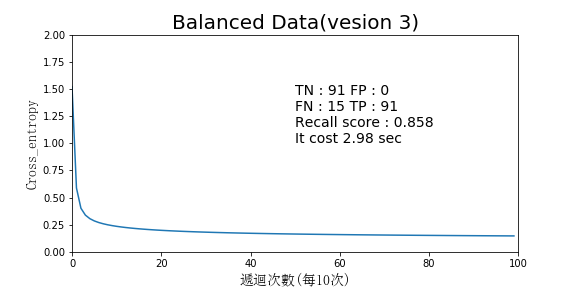 Balanced Data(vesion 3)
2.00
1.75
1.50
1.25
1.00
0.75
0.50
0.25
0.00
Cross_entropy
TN : 91 FP : 0
FN : 15 TP : 91
Recall score : 0.858
It cost 2.98 sec
0 20 40 60 80 100
遞迴次數(每10次)